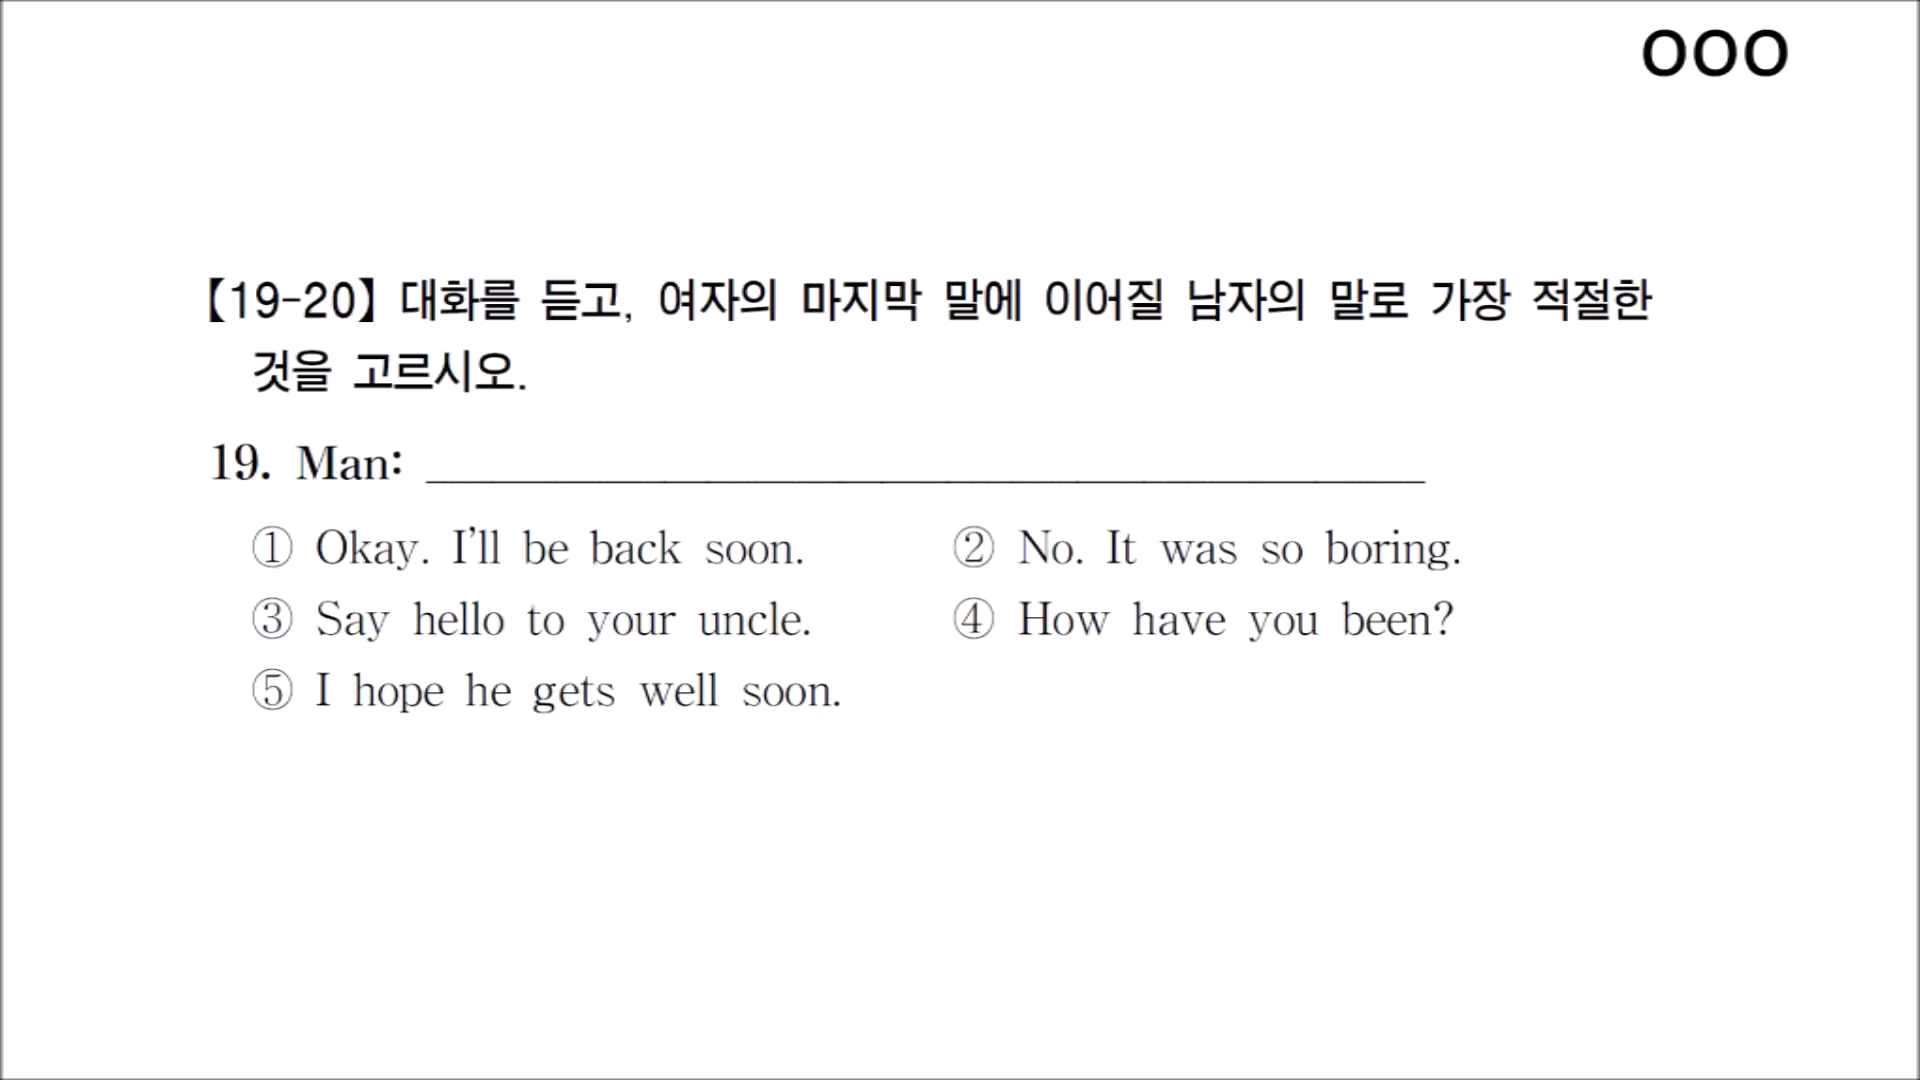 OOO
【19-20】 대화를 듣고, 여자의 마지막 말에 이어질 남자의 말로 가장 적절한
것을 고르시오.
19. Man: ______________________________
① Okay. I’ll be back soon. ② No. It was so boring.
③ Say hello to your uncle. ④ How have you been?
⑤ I hope he gets well soon.